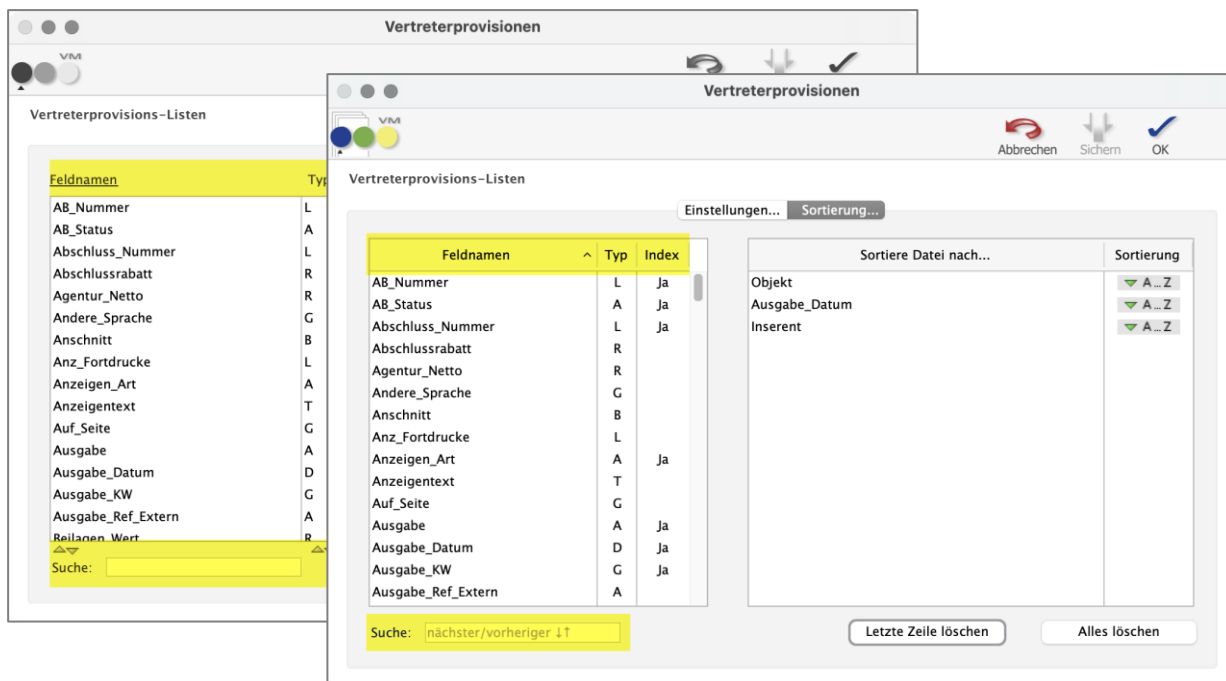 Vertreterprovisionen
VM
Vertreterprovisions-Listen
Feldnamen Typ
AB_Nummer L
AB_Status A
Abschluss_Nummer L
Abschlussrabatt R
Agentur_Netto R
Andere_Sprache G
Anschnitt B
Anz_Fortdrucke L
Anzeigen_Art A
Anzeigentext T
Auf_Seite G
Ausgabe A
Ausgabe_Datum D
Ausgabe_KW G
Ausgabe_Ref_Extern A
Beilagen_Wert R
Suche:
Vertreterprovisionen
VM
Abbrechen Sichern OK
Vertreterprovisions-Listen
Einstellungen... Sortierung...
Feldnamen Typ Index Sortiere Datei nach... Sortierung
AB_Nummer L Ja Objekt A...Z
AB_Status A Ja Ausgabe_Datum A...Z
Abschluss_Nummer L Ja Inserent A...Z
Abschlussrabatt R
Agentur_Netto R
Andere_Sprache G
Anschnitt B
Anz_Fortdrucke L
Anzeigen_Art A Ja
Anzeigentext T
Auf_Seite G
Ausgabe A Ja
Ausgabe_Datum D Ja
Ausgabe_KW G Ja
Ausgabe_Ref_Extern A
Suche: nächster/vorheriger ↓↑ Letzte Zeile löschen Alles löschen